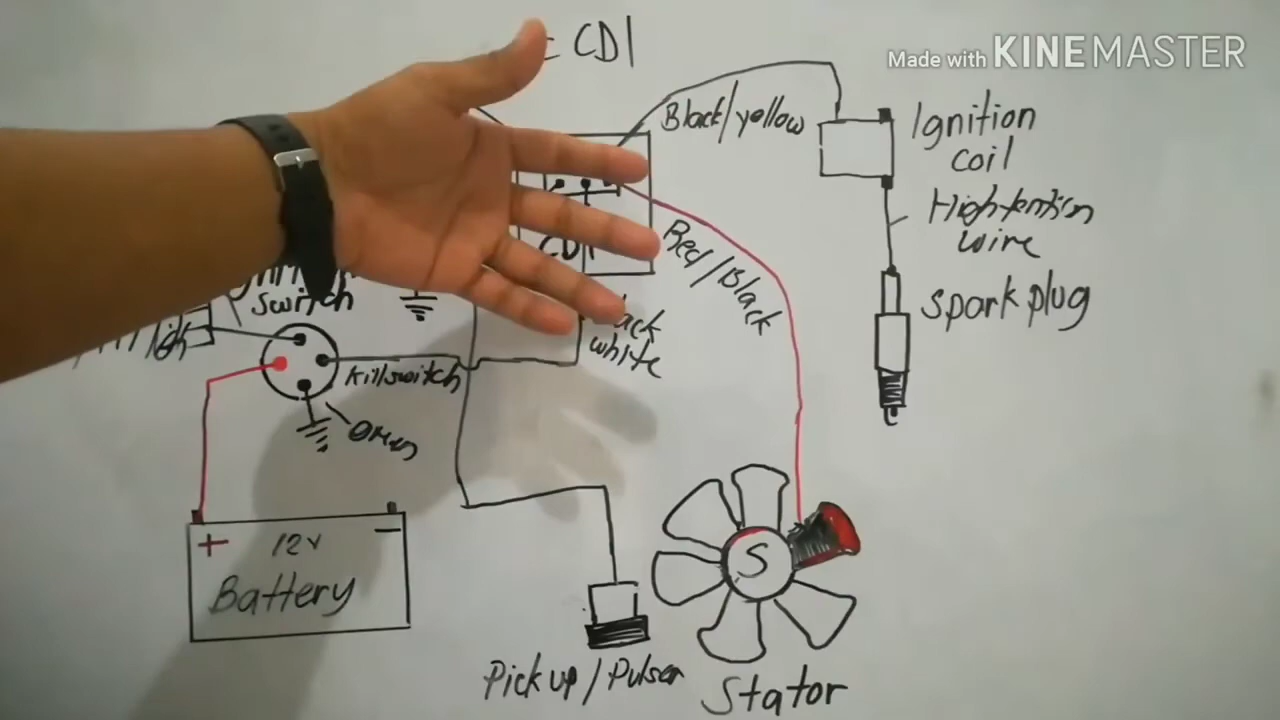 CDI
Made with KINEMASTER
Black/yellow
Ignition
coil
High tention
wire
CDI
Red/Black
Spark plug
switch
white
Killswitch
+ 12v -
Battery
S
Pick up/Pulser
Stator